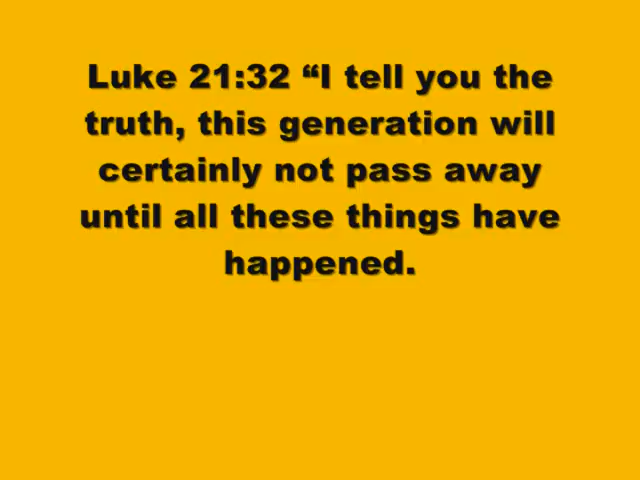 Luke 21:32 “I tell you the
truth, this generation will
certainly not pass away
until all these things have
happened.